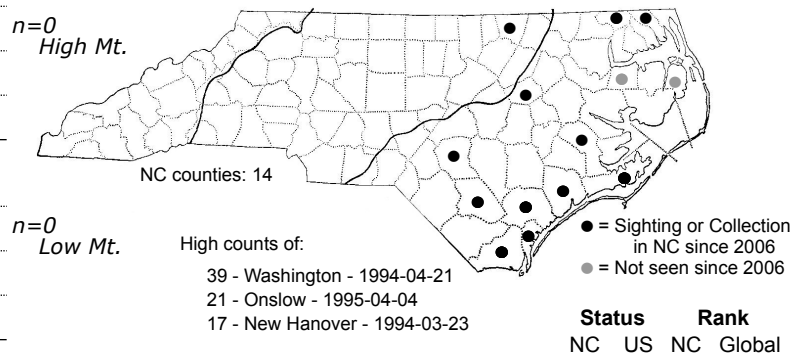 n=0
High Mt.
NC counties: 14
n=0
Low Mt.
High counts of:
39 - Washington - 1994-04-21
21 - Onslow - 1995-04-04
17 - New Hanover - 1994-03-23
= Sighting or Collection
in NC since 2006
= Not seen since 2006
Status Rank
NC US NC Global